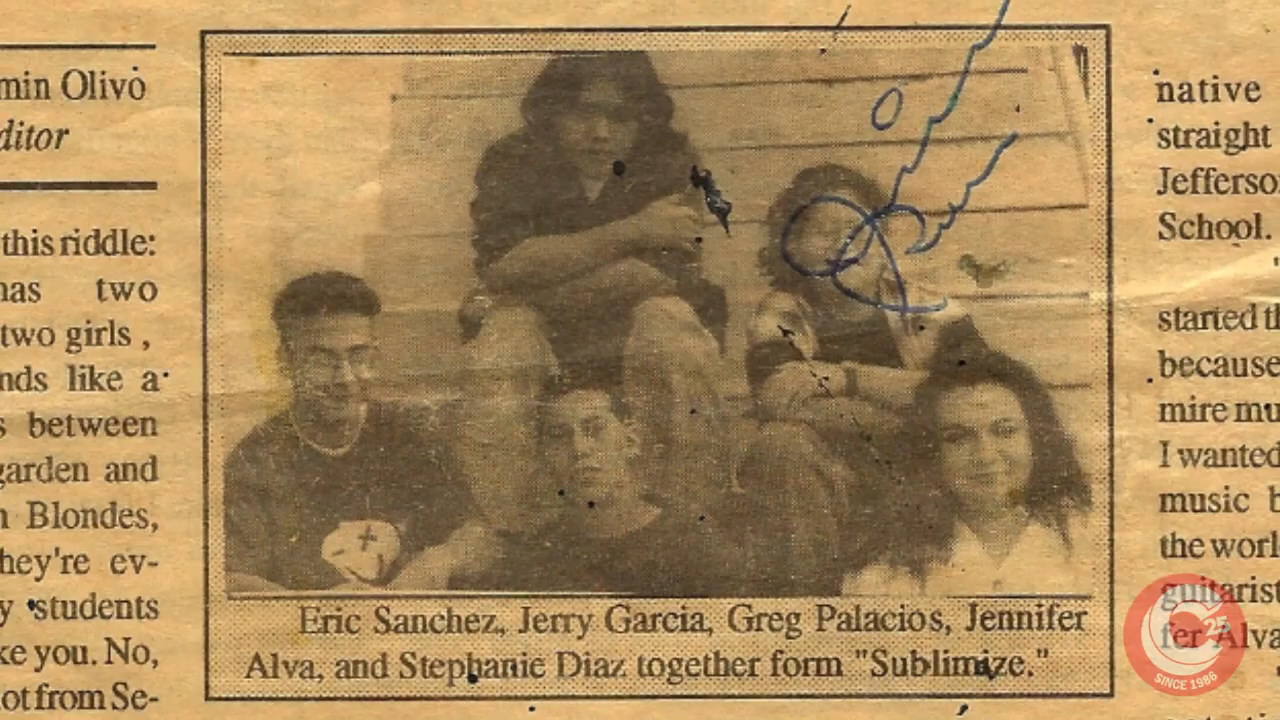 min Olivo
ditor
this riddle:
has two
two girls ,
nds like a
s between
garden and
n Blondes,
hey're ev-
y students
ke you. No,
ot from Se-
Eric Sanchez, Jerry Garcia, Greg Palacios, Jennifer
Alva, and Stephanie Diaz together form "Sublimize."
native
straight
Jefferso
School.
"
started th
because
mire mu
I wanted
music b
the worl
guitarist
fer Alva
25
SINCE 1986